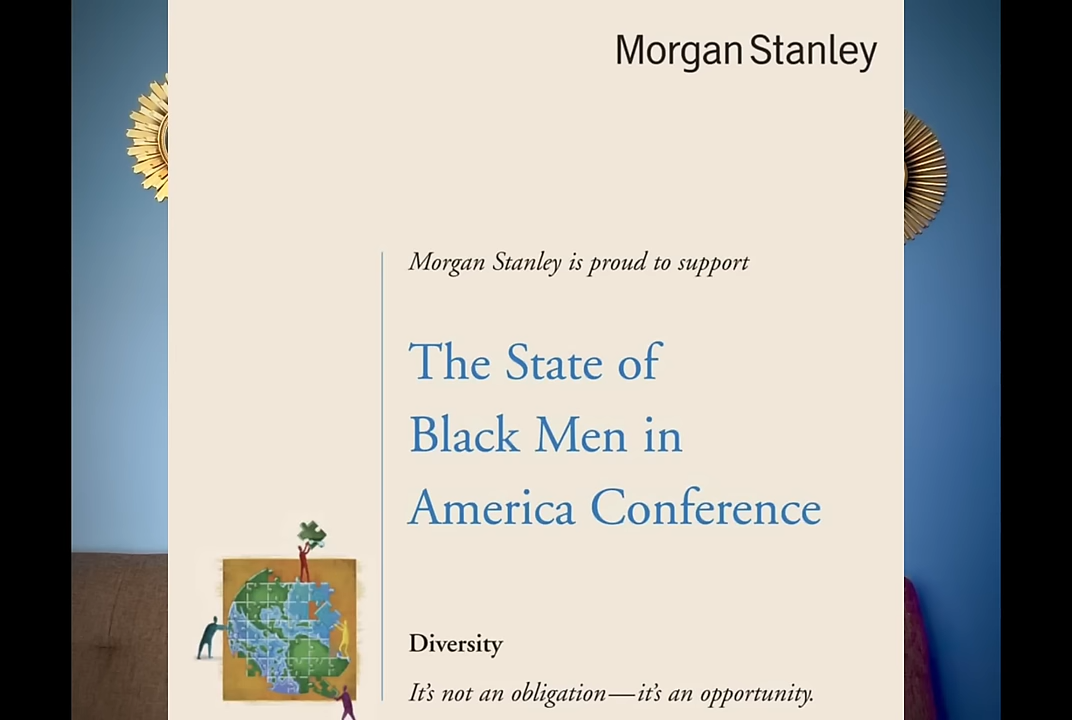 Morgan Stanley
Morgan Stanley is proud to support
The State of
Black Men in
America Conference
Diversity
It's not an obligation—it's an opportunity.